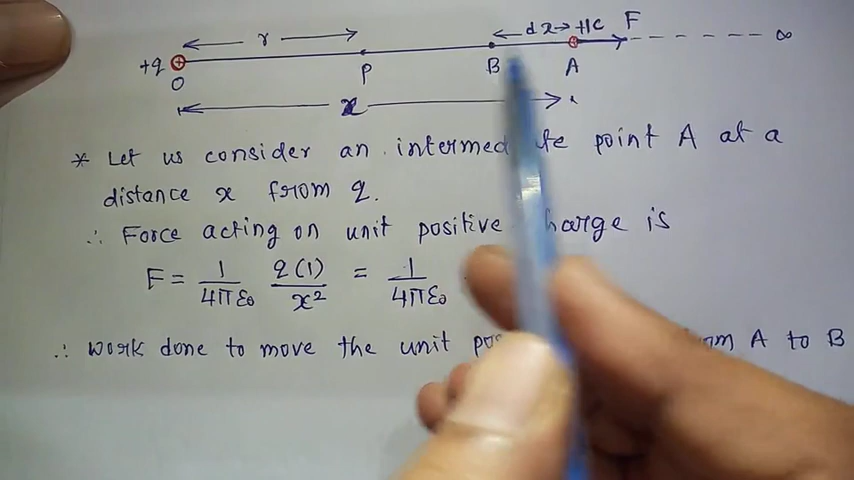 r dx +1C F
+q O P B A ∞
x
* Let us consider an intermed te point A at a
distance x from q.
∴ Force acting on unit positive harge is
F = 1/4πε₀ q(1)/x² = 1/4πε₀
∴ work done to move the unit pos om A to B